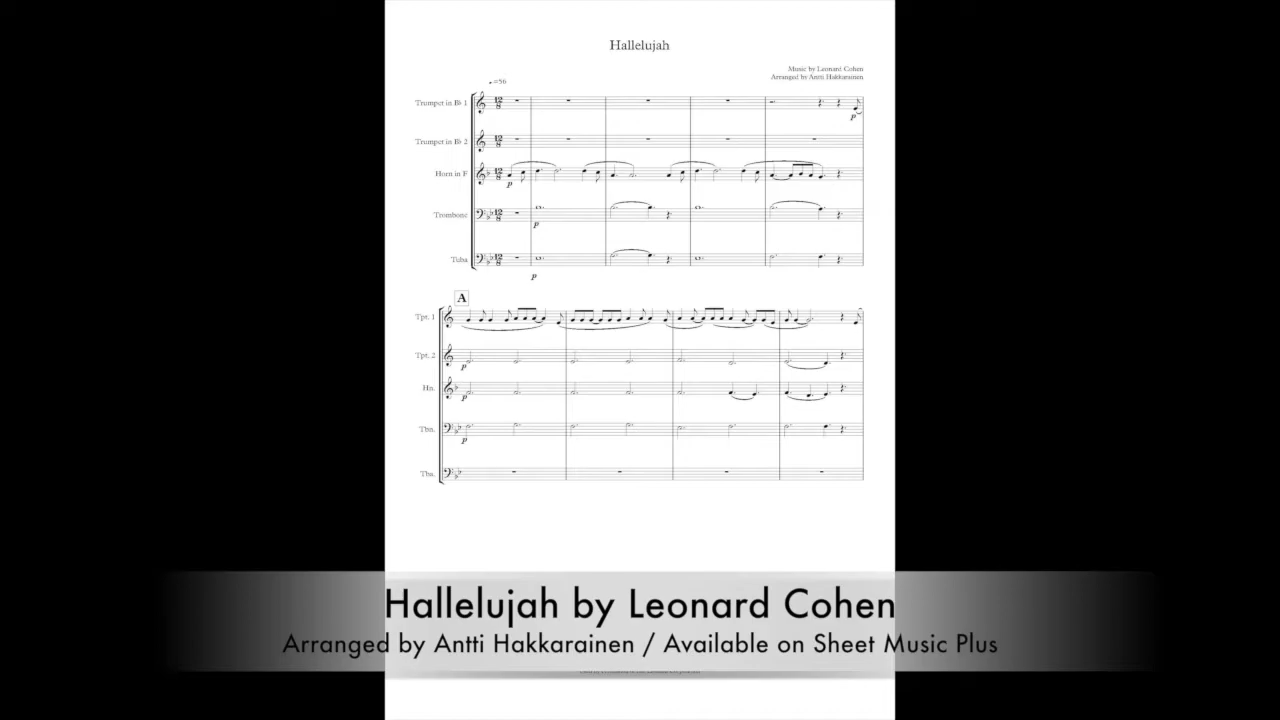 Hallelujah
Music by Leonard Cohen
Arranged by Antti Hakkarainen
=56
Trumpet in B♭ 1
p
Trumpet in B♭ 2
Horn in F
p
Trombone
p
Tuba
p
A
Tpt. 1
Tpt. 2
p
Hn.
p
Tbn.
p
Tba.
Hallelujah by Leonard Cohen
Arranged by Antti Hakkarainen / Available on Sheet Music Plus